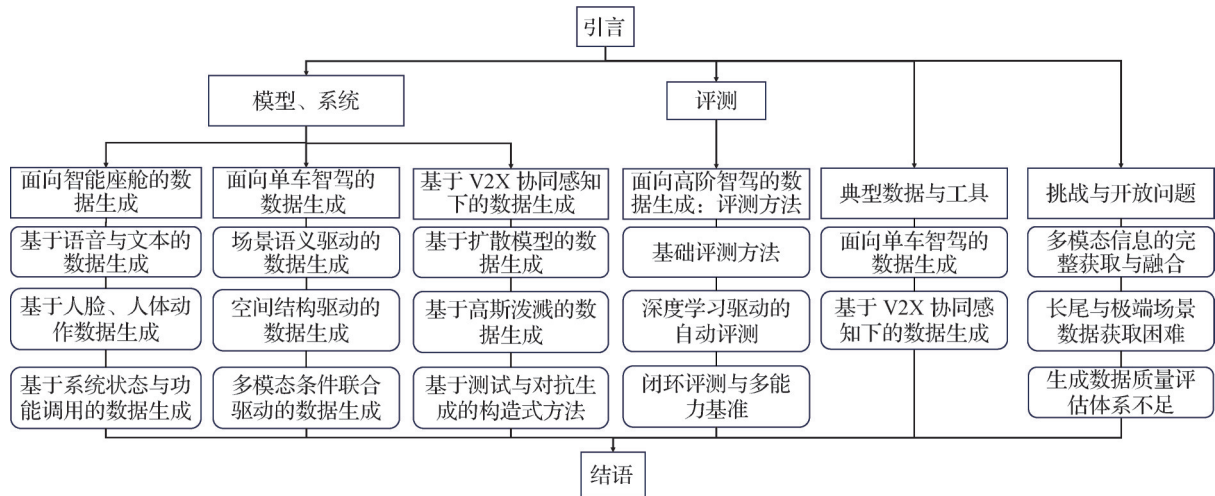 引言
模型、系统
评测
面向智能座舱的数
据生成
面向单车智驾的
数据生成
基于 V2X 协同感知
下的数据生成
面向高阶智驾的数
据生成：评测方法
典型数据与工具
挑战与开放问题
基于语音与文本的
数据生成
场景语义驱动的
数据生成
基于扩散模型的数
据生成
基础评测方法
面向单车智驾的
数据生成
多模态信息的完
整获取与融合
基于人脸、人体动
作数据生成
空间结构驱动的
数据生成
基于高斯泼溅的数
据生成
深度学习驱动的
自动评测
基于 V2X 协同感
知下的数据生成
长尾与极端场景
数据获取困难
基于系统状态与功
能调用的数据生成
多模态条件联合
驱动的数据生成
基于测试与对抗生
成的构造式方法
闭环评测与多能
力基准
生成数据质量评
估体系不足
结语